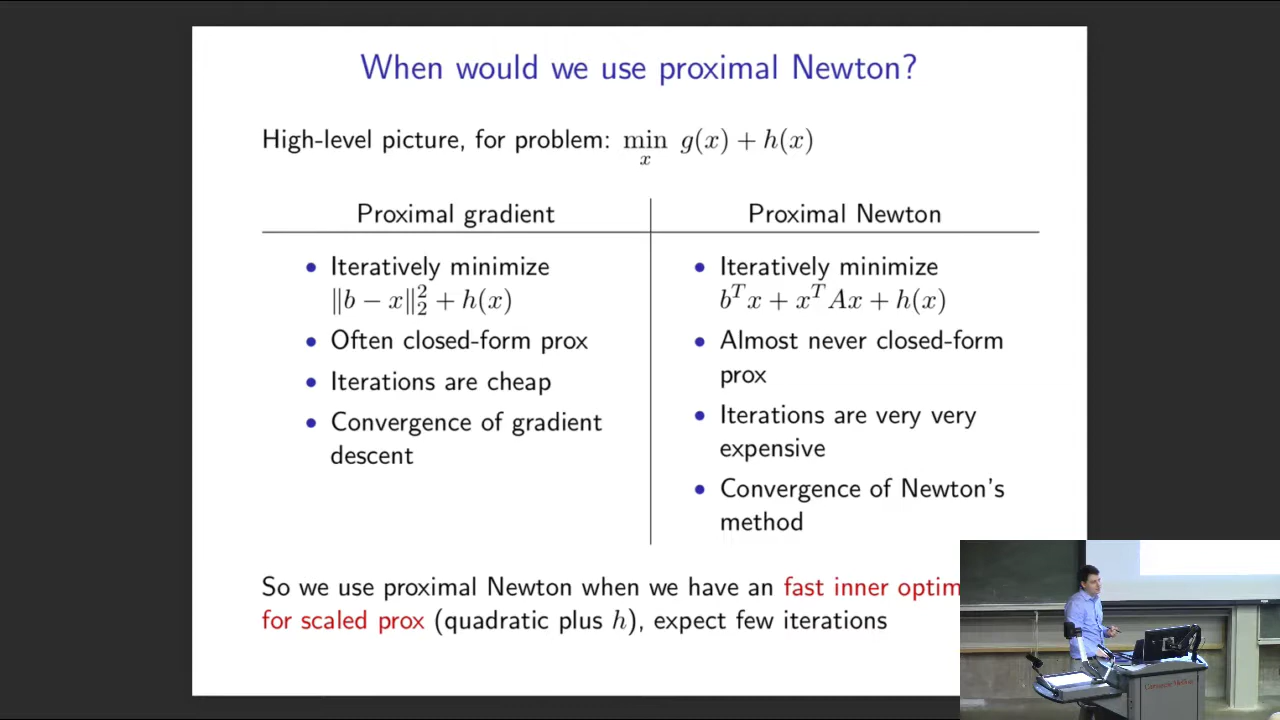 When would we use proximal Newton?
High-level picture, for problem: min_x g(x) + h(x)
Proximal gradient
Proximal Newton
• Iteratively minimize
‖b − x‖₂² + h(x)
• Often closed-form prox
• Iterations are cheap
• Convergence of gradient
descent
• Iteratively minimize
bᵀx + xᵀAx + h(x)
• Almost never closed-form
prox
• Iterations are very very
expensive
• Convergence of Newton's
method
So we use proximal Newton when we have an fast inner optim
for scaled prox (quadratic plus h), expect few iterations